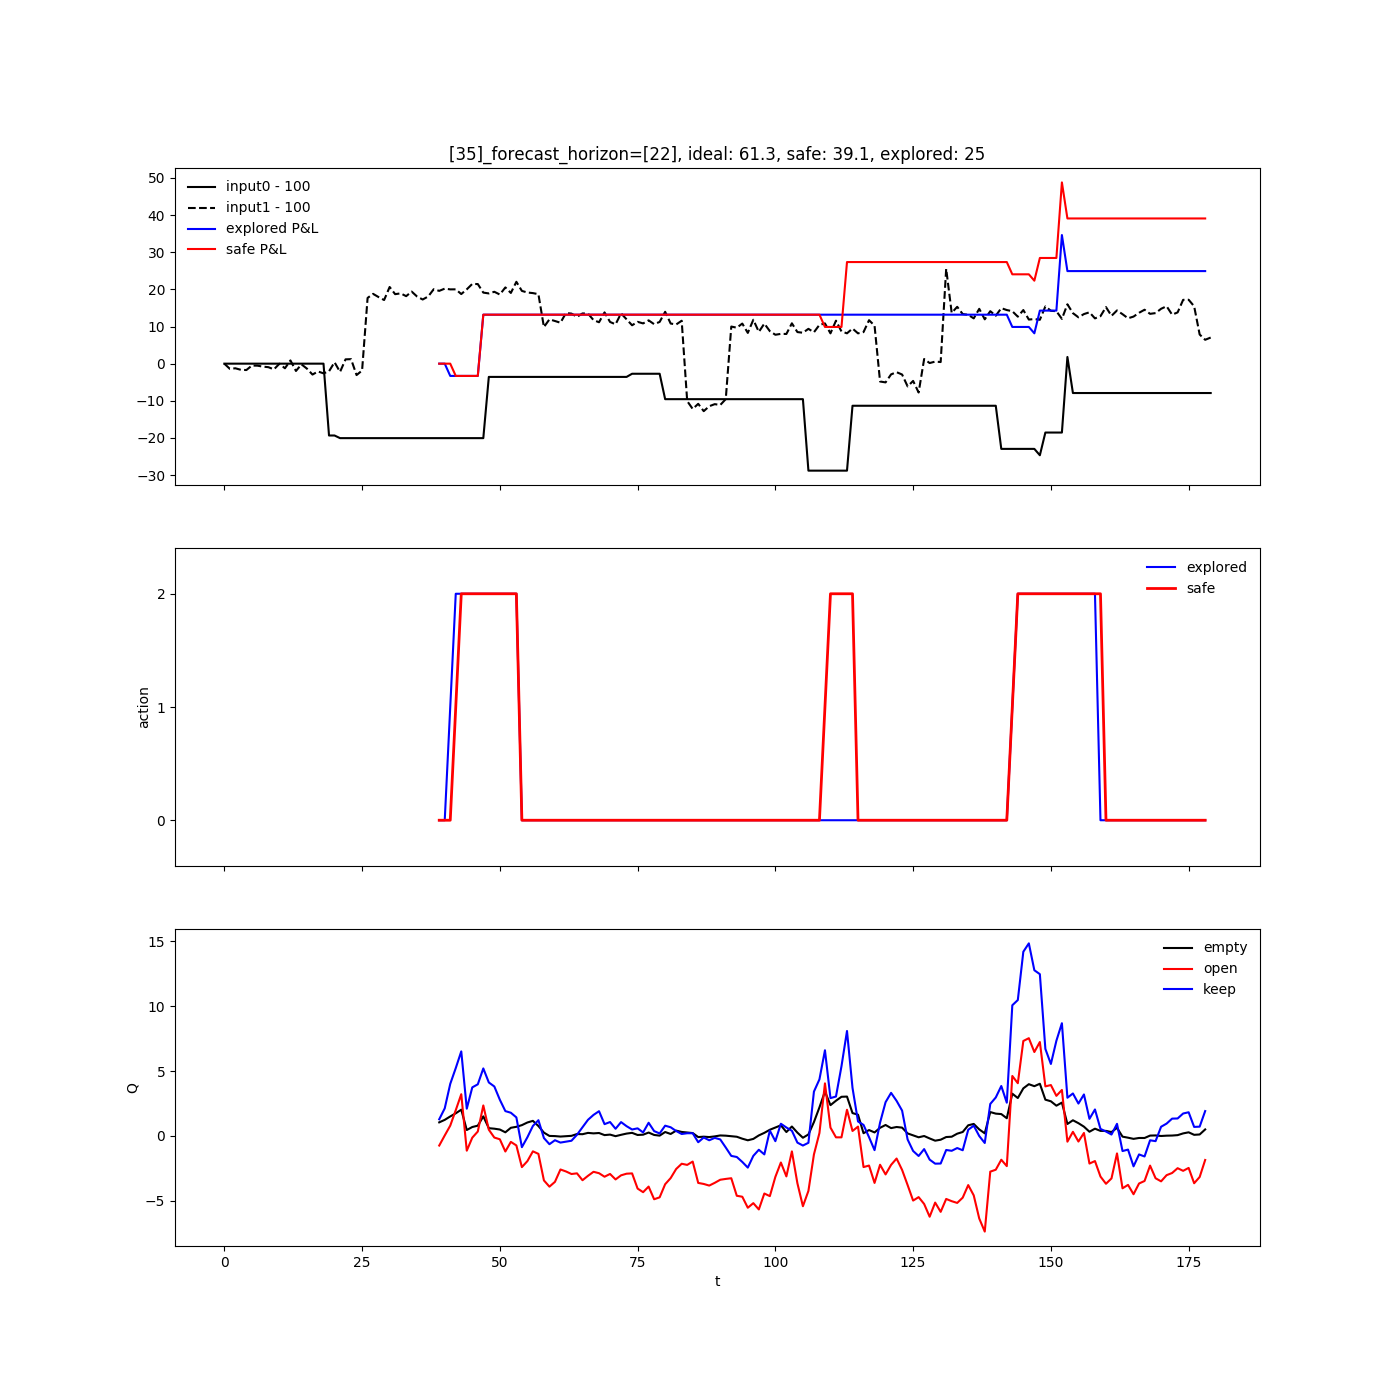 [35]_forecast_horizon=[22], ideal: 61.3, safe: 39.1, explored: 25
50
40
30
20
10
0
−10
−20
−30
input0 - 100
input1 - 100
explored P&L
safe P&L
action
2
1
0
explored
safe
Q
15
10
5
0
−5
empty
open
keep
0 25 50 75 100 125 150 175
t